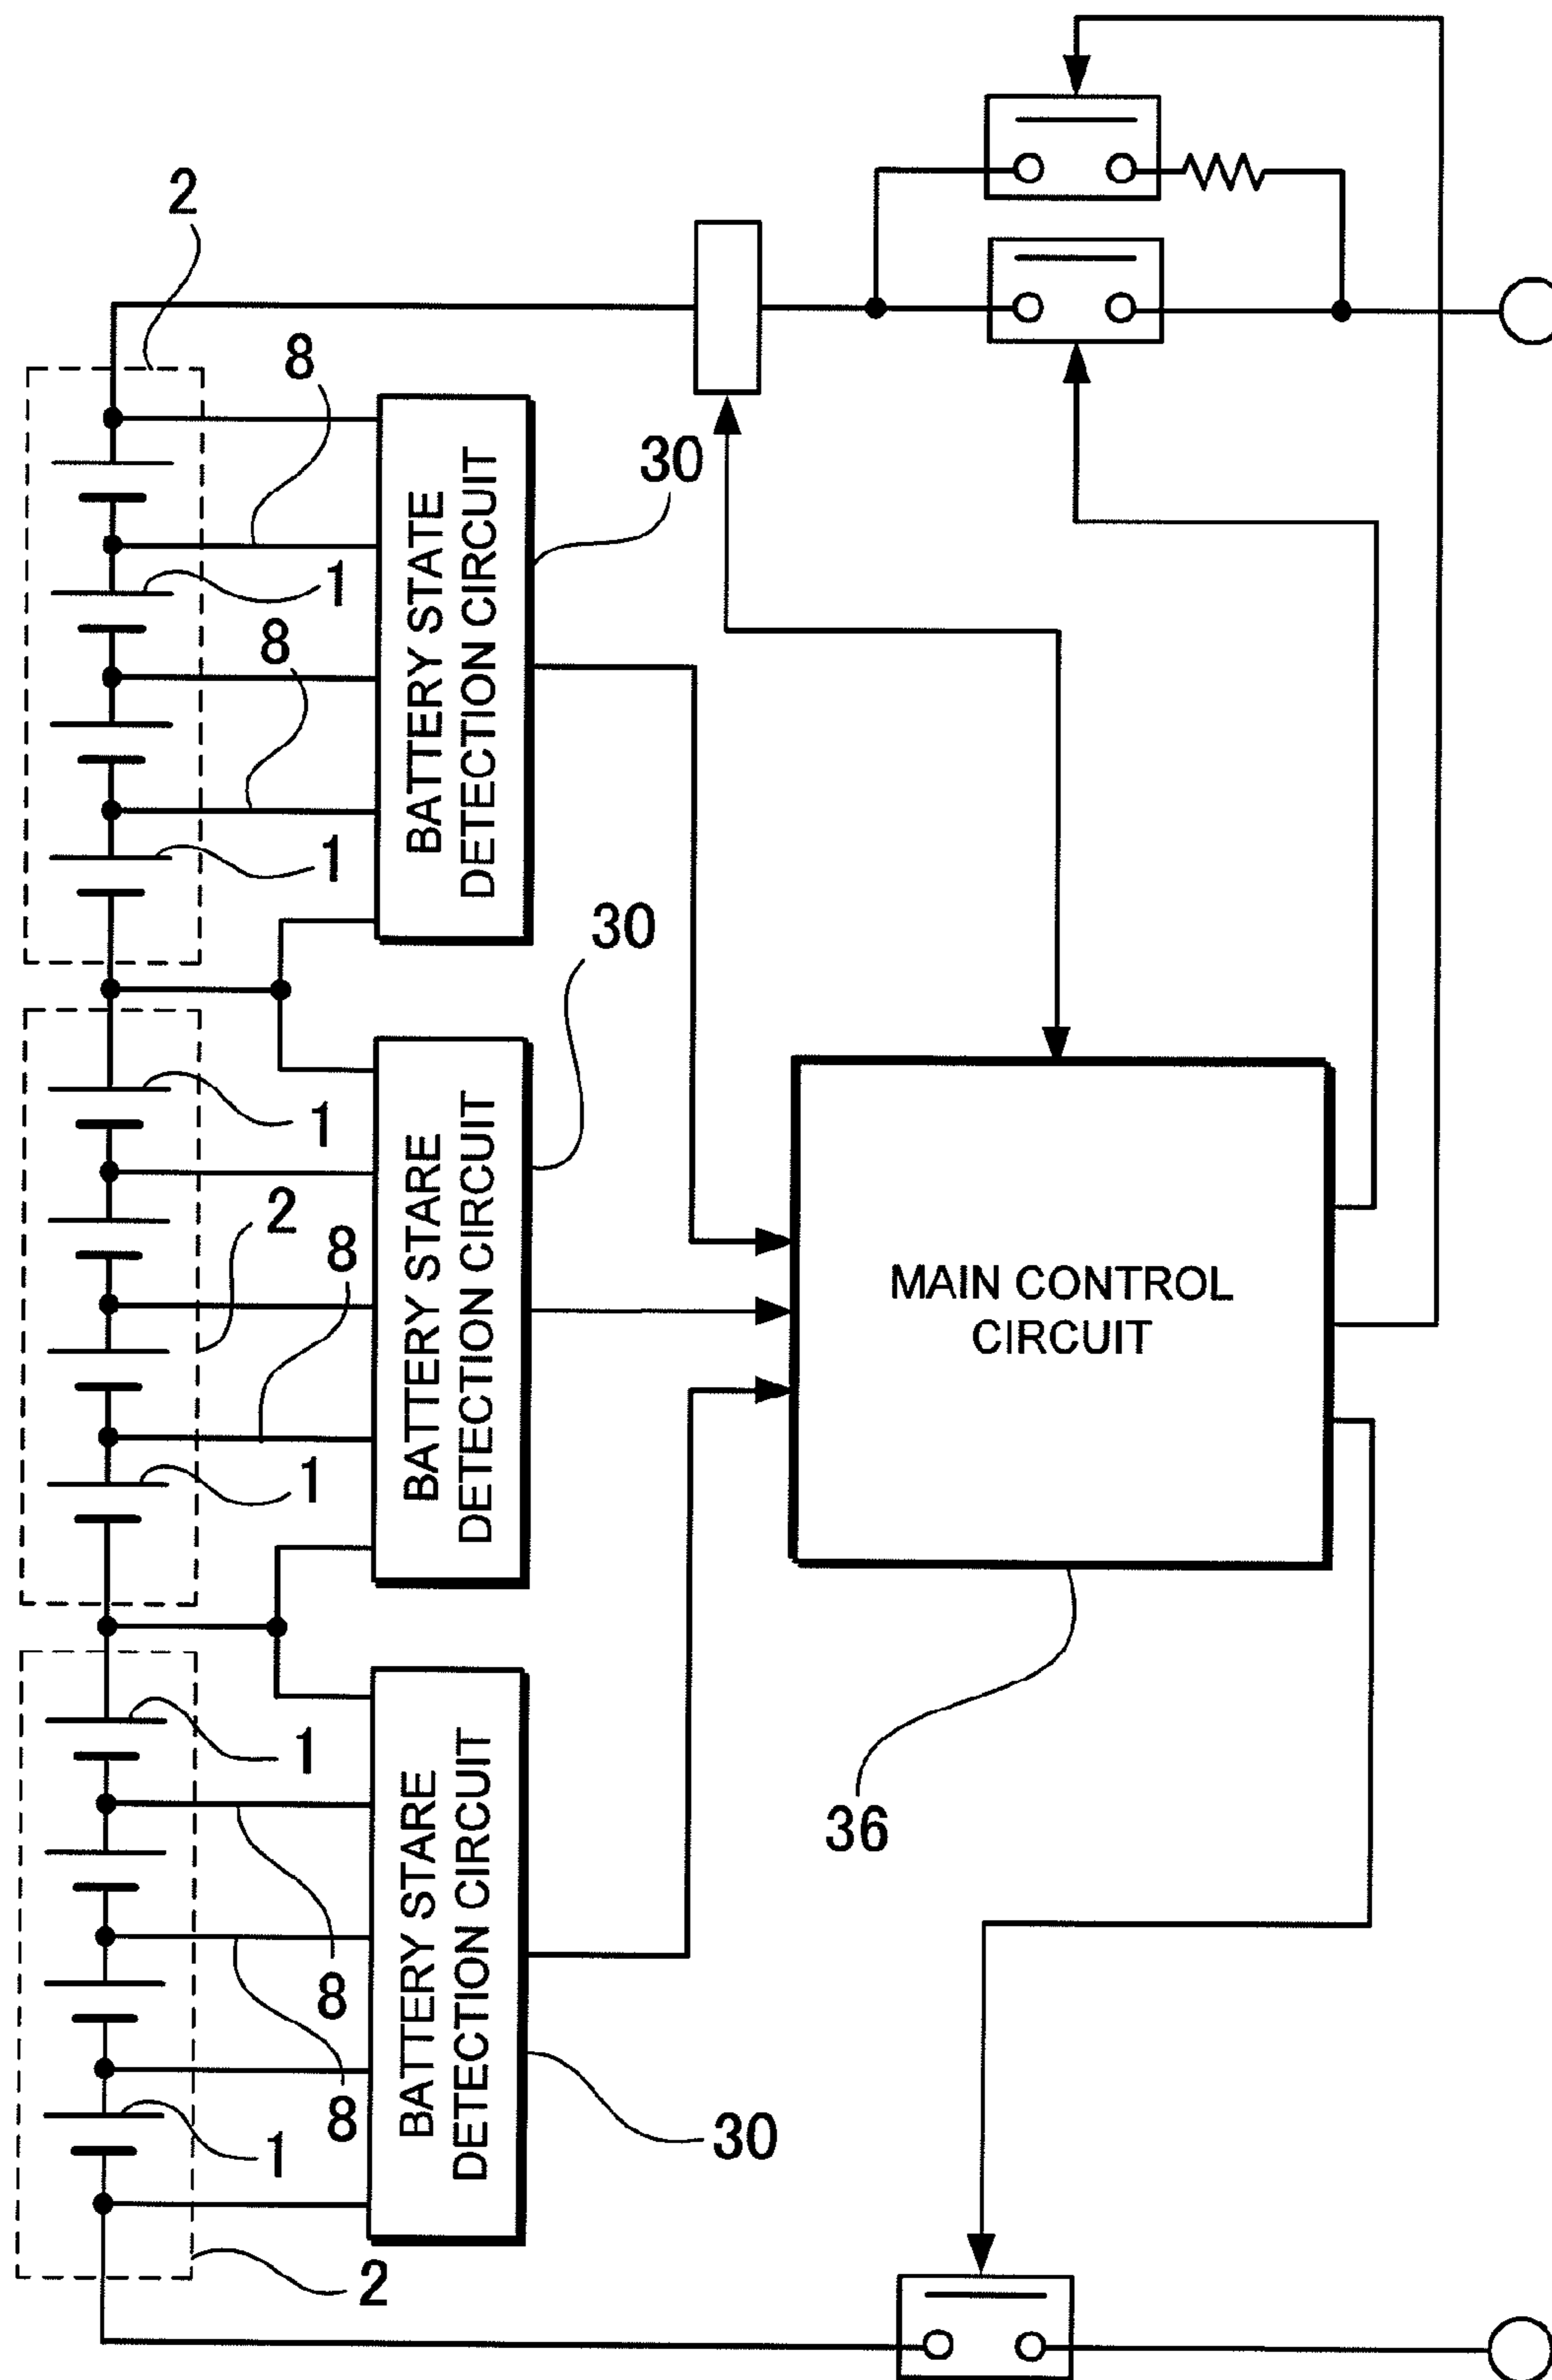 2
8
30
1
8
BATTERY STATE
DETECTION CIRCUIT
1
30
1
2
8
BATTERY STARE
DETECTION CIRCUIT
MAIN CONTROL
CIRCUIT
1
1
36
8
8
BATTERY STARE
DETECTION CIRCUIT
30
1
2